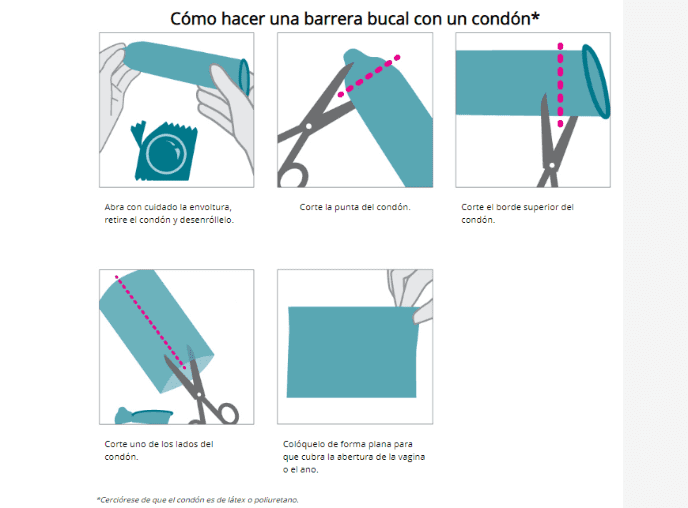 Cómo hacer una barrera bucal con un condón*
Abra con cuidado la envoltura,
retire el condón y desenróllelo.
Corte la punta del condón.
Corte el borde superior del
condón.
Corte uno de los lados del
condón.
Colóquelo de forma plana para
que cubra la abertura de la vagina
o el ano.
*Cerciórese de que el condón es de látex o poliuretano.